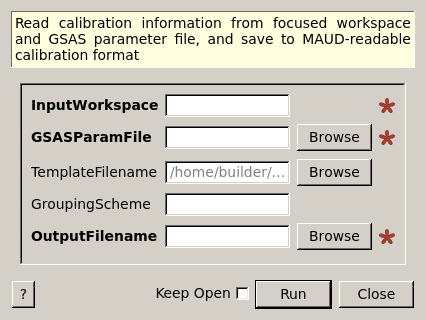 Read calibration information from focused workspace
and GSAS parameter file, and save to MAUD-readable
calibration format
InputWorkspace
GSASParamFile Browse
TemplateFilename /home/builder/... Browse
GroupingScheme
OutputFilename Browse
? Keep Open Run Close